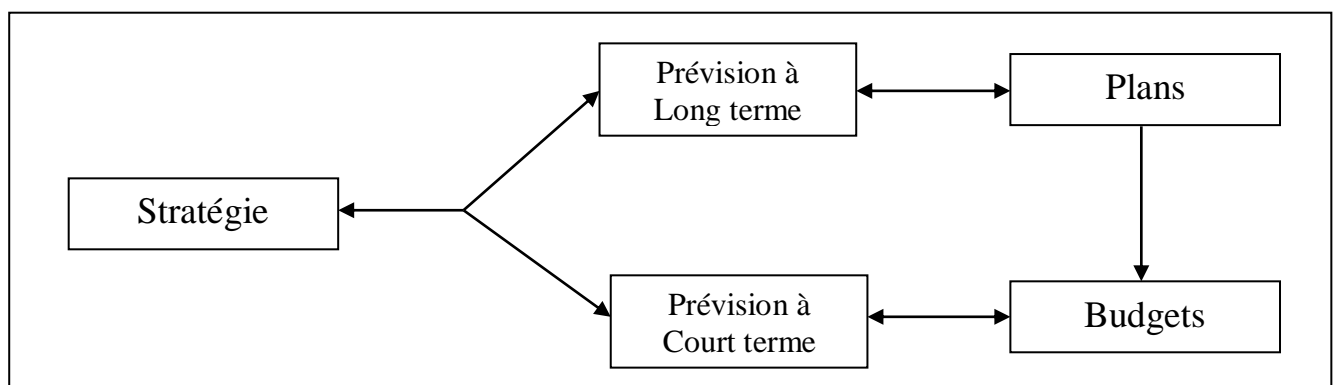 Prévision à
Long terme
Plans
Stratégie
Prévision à
Court terme
Budgets